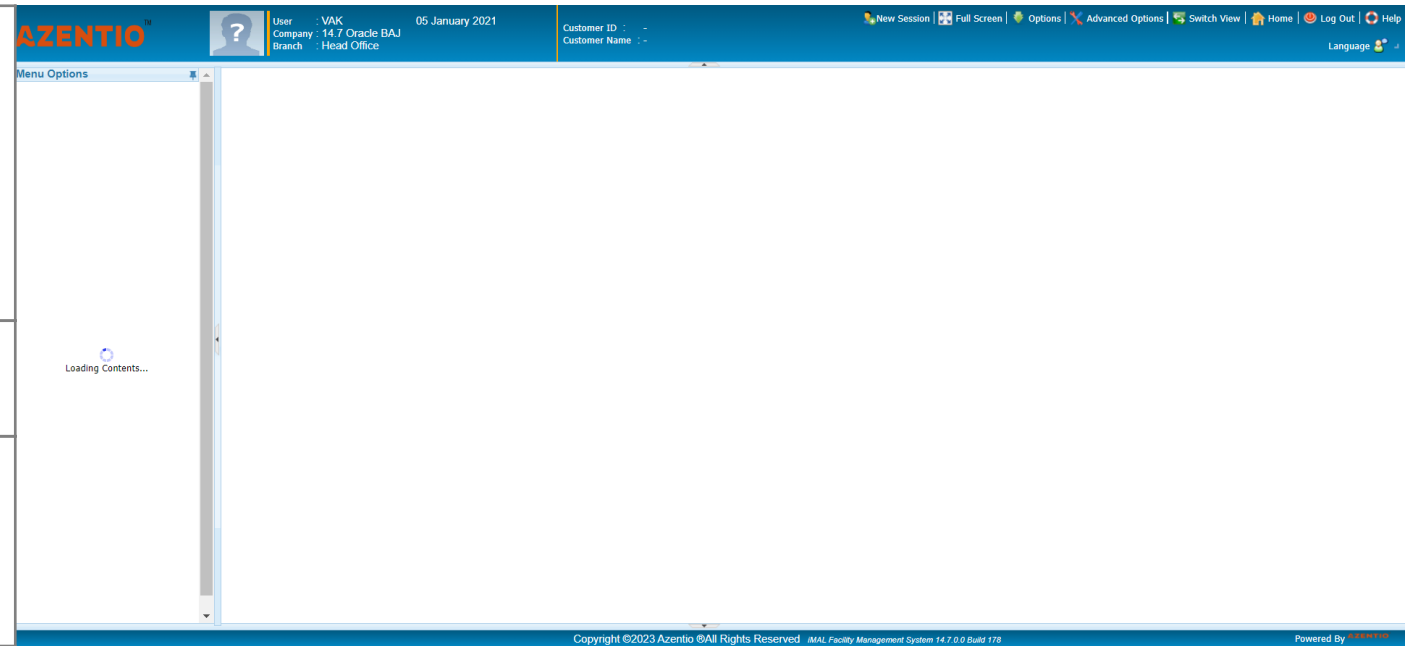 AZENTIO™
User : VAK 05 January 2021
Company : 14.7 Oracle BAJ
Branch : Head Office
Customer ID : -
Customer Name : -
New Session | Full Screen | Options | Advanced Options | Switch View | Home | Log Out | Help
Language
Menu Options
Loading Contents...
Copyright ©2023 Azentio ®All Rights Reserved iMAL Facility Management System 14.7.0.0 Build 178
Powered By AZENTIO